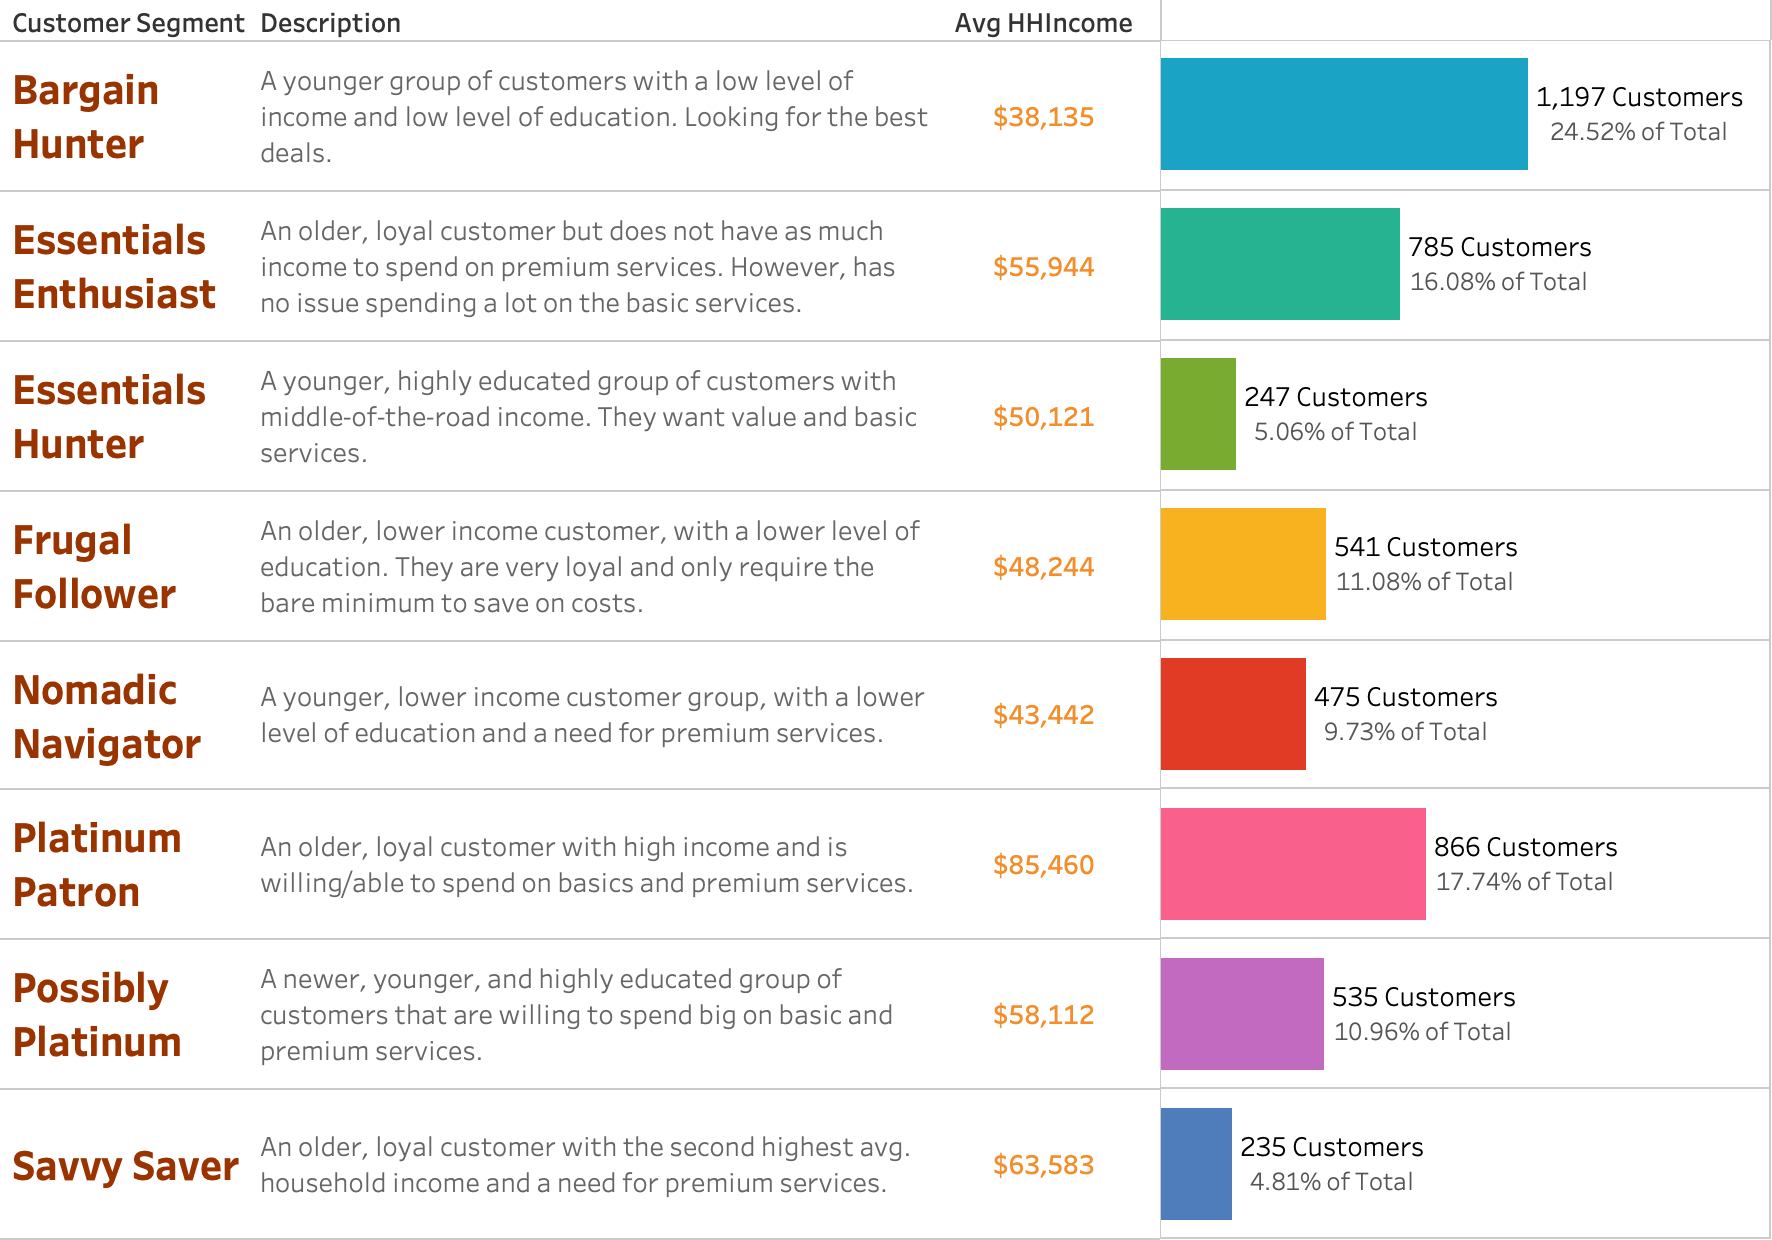 Customer Segment Description Avg HHIncome
Bargain
Hunter
A younger group of customers with a low level of
income and low level of education. Looking for the best
deals.
$38,135
1,197 Customers
24.52% of Total
Essentials
Enthusiast
An older, loyal customer but does not have as much
income to spend on premium services. However, has
no issue spending a lot on the basic services.
$55,944
785 Customers
16.08% of Total
Essentials
Hunter
A younger, highly educated group of customers with
middle-of-the-road income. They want value and basic
services.
$50,121
247 Customers
5.06% of Total
Frugal
Follower
An older, lower income customer, with a lower level of
education. They are very loyal and only require the
bare minimum to save on costs.
$48,244
541 Customers
11.08% of Total
Nomadic
Navigator
A younger, lower income customer group, with a lower
level of education and a need for premium services.
$43,442
475 Customers
9.73% of Total
Platinum
Patron
An older, loyal customer with high income and is
willing/able to spend on basics and premium services.
$85,460
866 Customers
17.74% of Total
Possibly
Platinum
A newer, younger, and highly educated group of
customers that are willing to spend big on basic and
premium services.
$58,112
535 Customers
10.96% of Total
Savvy Saver
An older, loyal customer with the second highest avg.
household income and a need for premium services.
$63,583
235 Customers
4.81% of Total